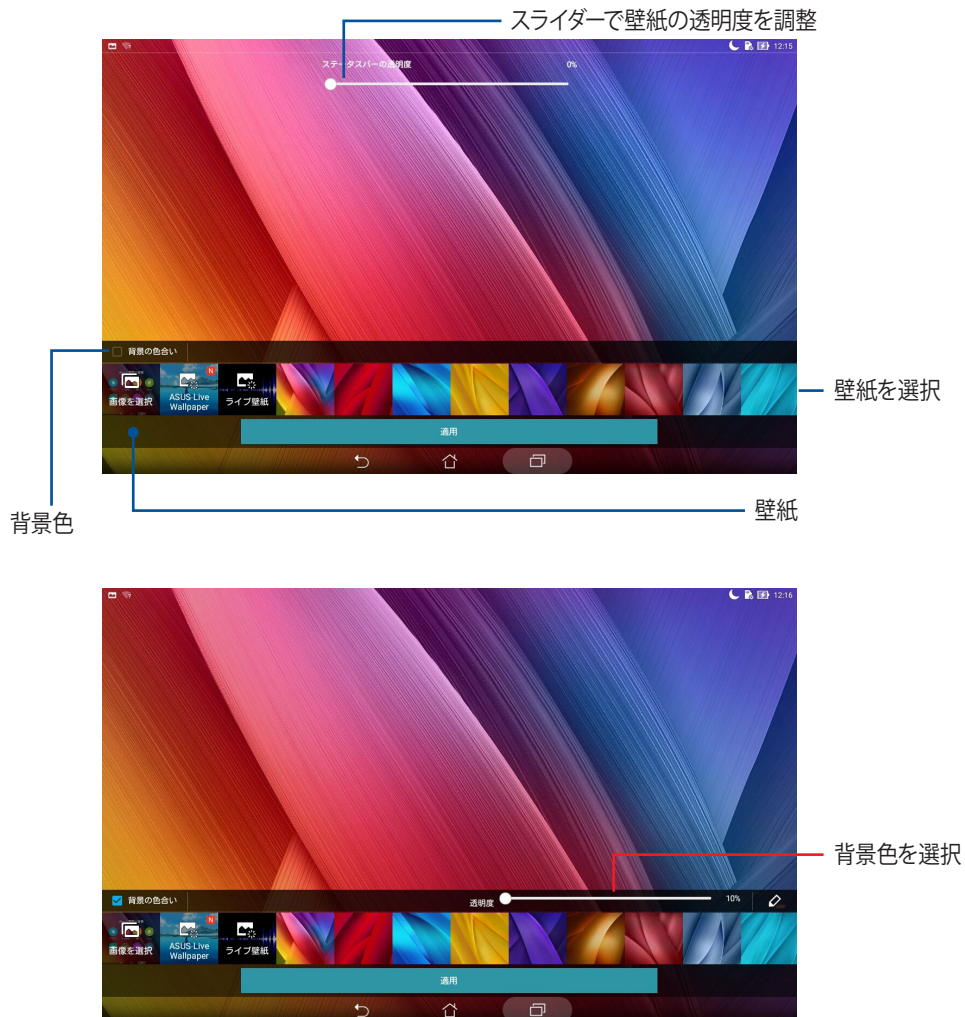 スライダーで壁紙の透明度を調整
12:15
ステータスバーの透明度 0%
背景の色合い
画像を選択
N
ASUS Live
Wallpaper
ライブ壁紙
壁紙を選択
適用
壁紙
背景色
12:16
背景色を選択
背景の色合い
透明度 10%
画像を選択
N
ASUS Live
Wallpaper
ライブ壁紙
適用